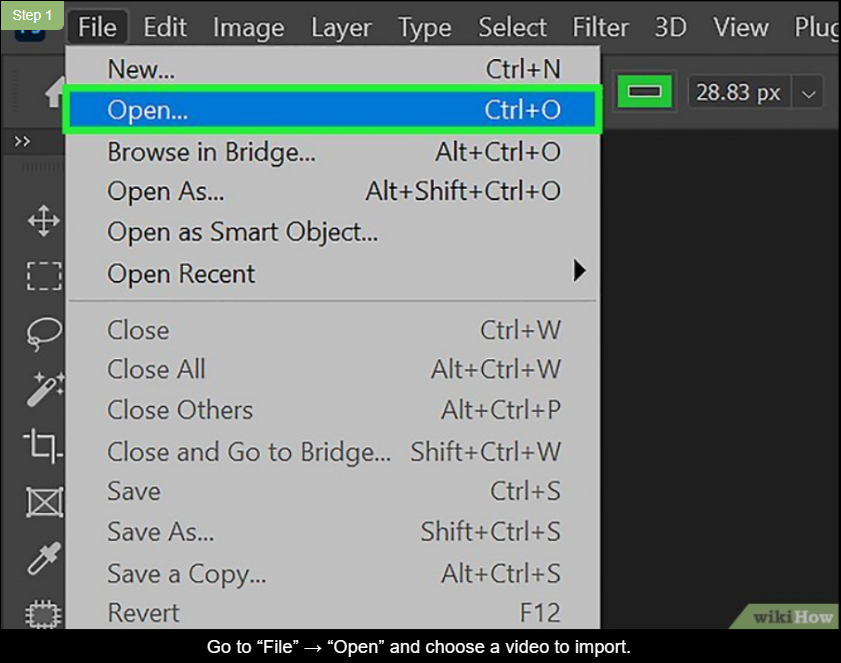 Step 1
File Edit Image Layer Type Select Filter 3D View Plug
New... Ctrl+N
Open... Ctrl+O
28.83 px
Browse in Bridge... Alt+Ctrl+O
Open As... Alt+Shift+Ctrl+O
Open as Smart Object...
Open Recent
Close Ctrl+W
Close All Alt+Ctrl+W
Close Others Alt+Ctrl+P
Close and Go to Bridge... Shift+Ctrl+W
Save Ctrl+S
Save As... Shift+Ctrl+S
Save a Copy... Alt+Ctrl+S
Revert F12
wikiHow
Go to “File” → “Open” and choose a video to import.